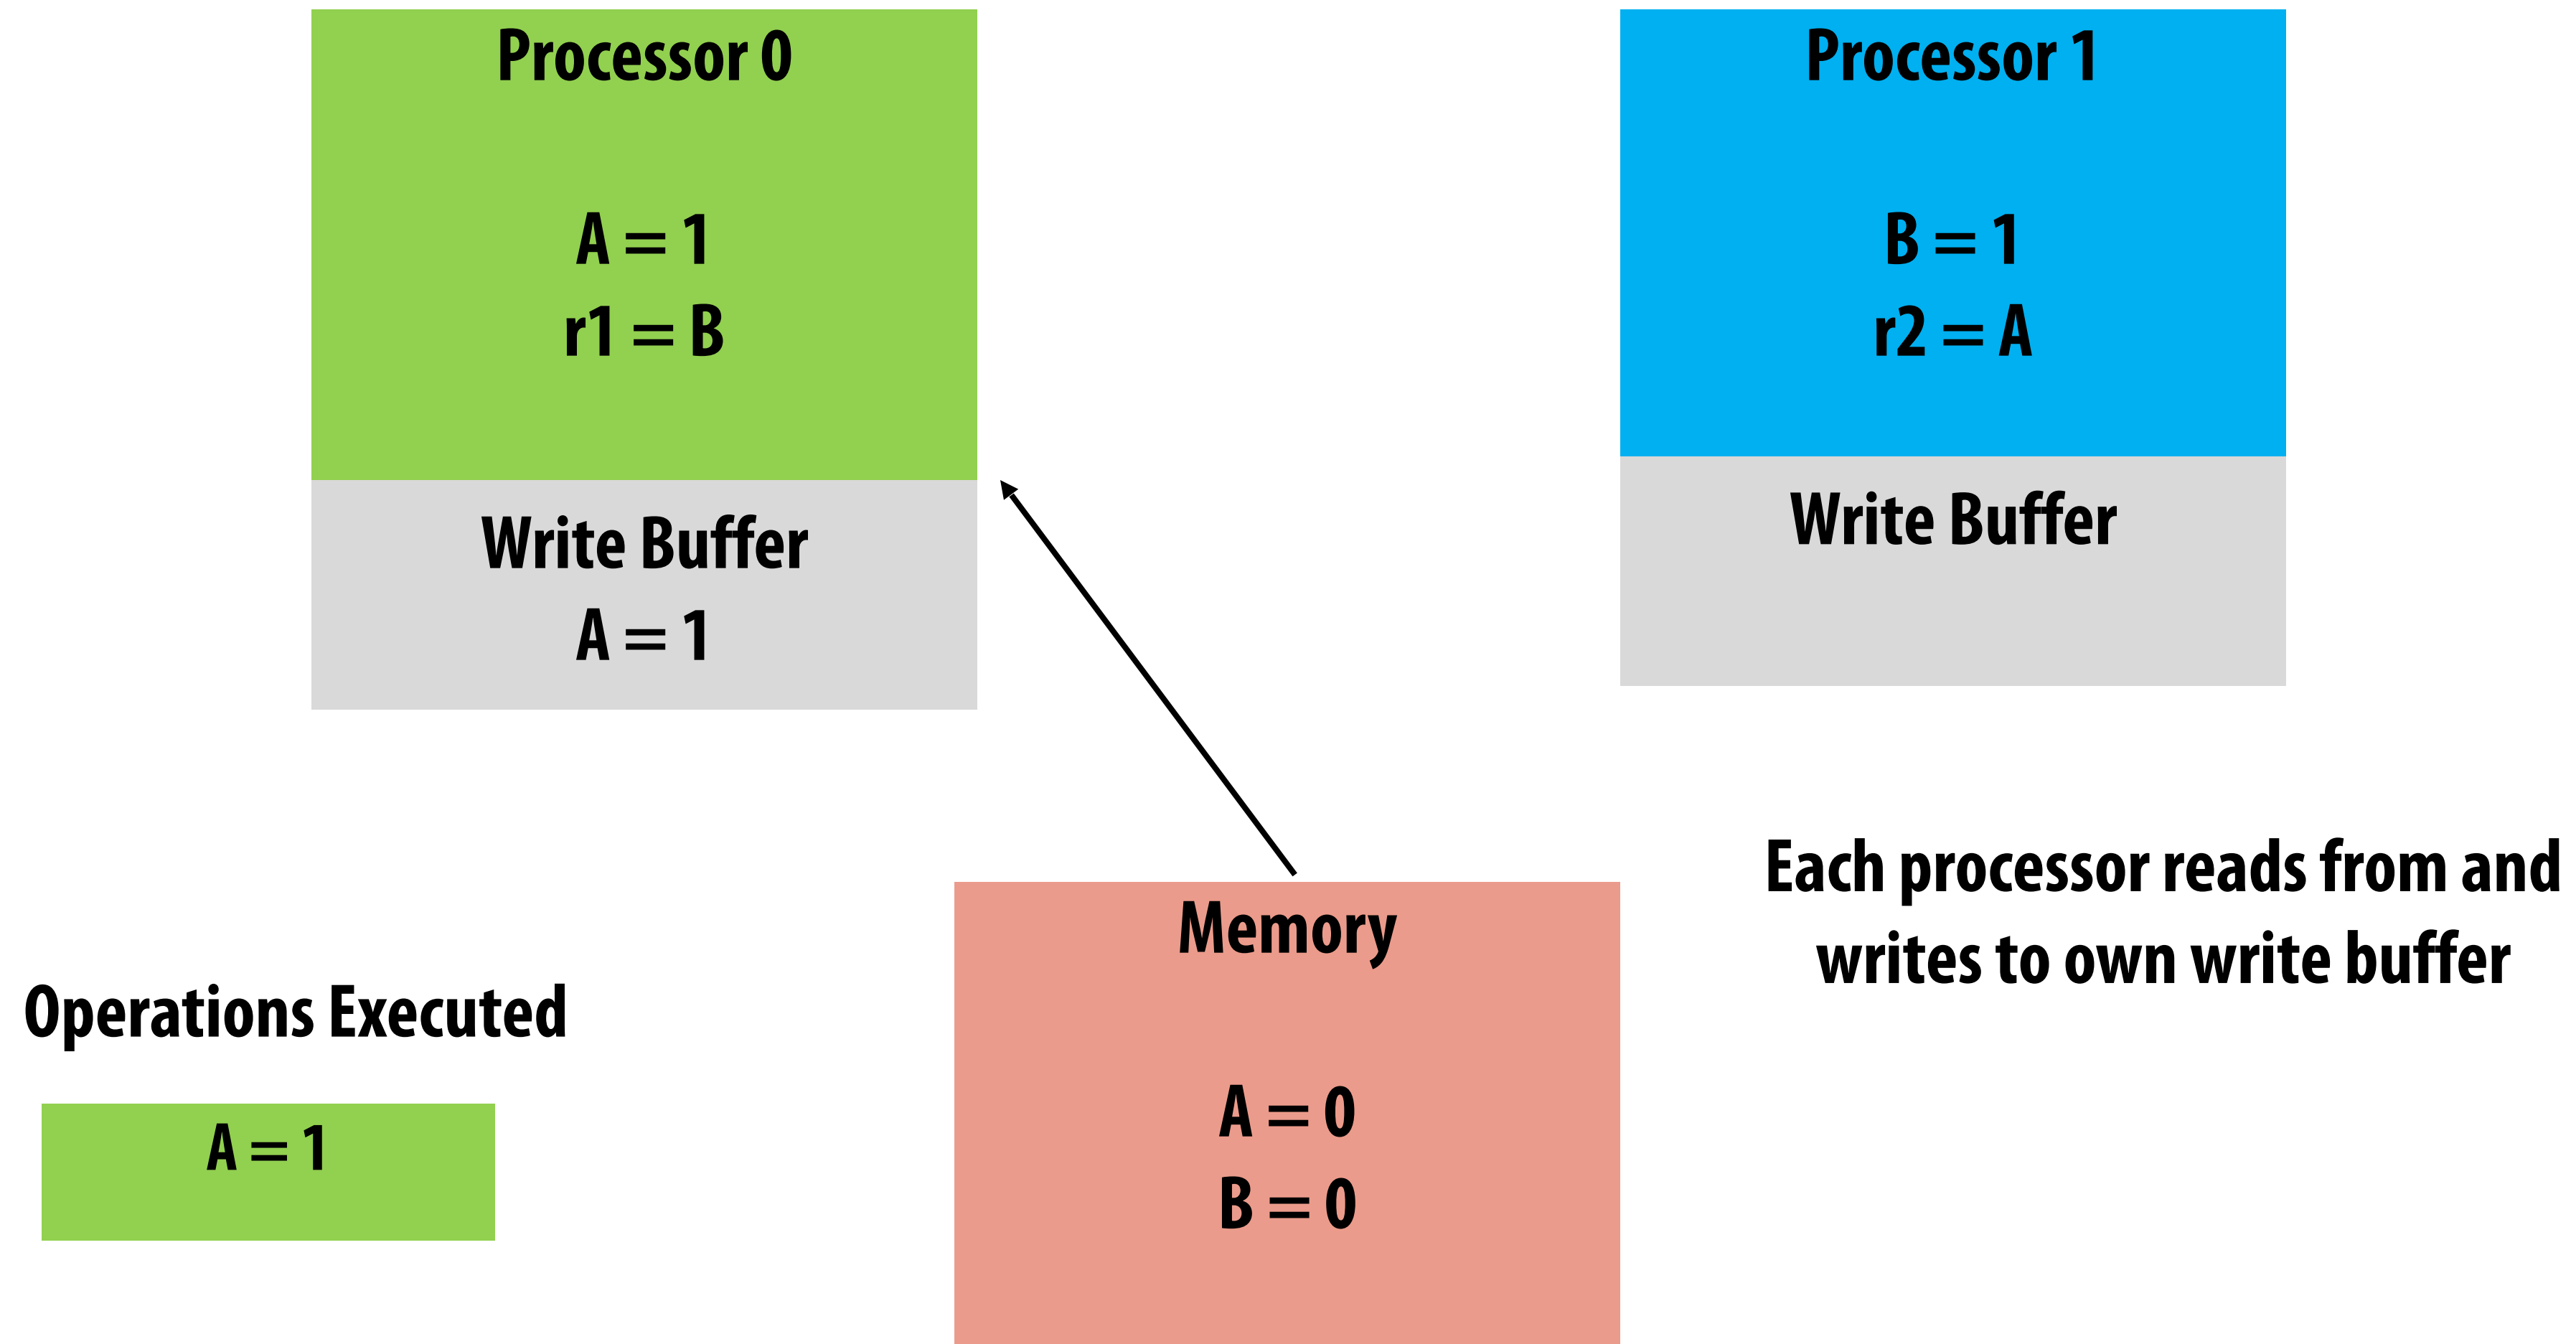 Processor 0
A = 1
r1 = B
Write Buffer
A = 1
Processor 1
B = 1
r2 = A
Write Buffer
Each processor reads from and
writes to own write buffer
Operations Executed
A = 1
Memory
A = 0
B = 0